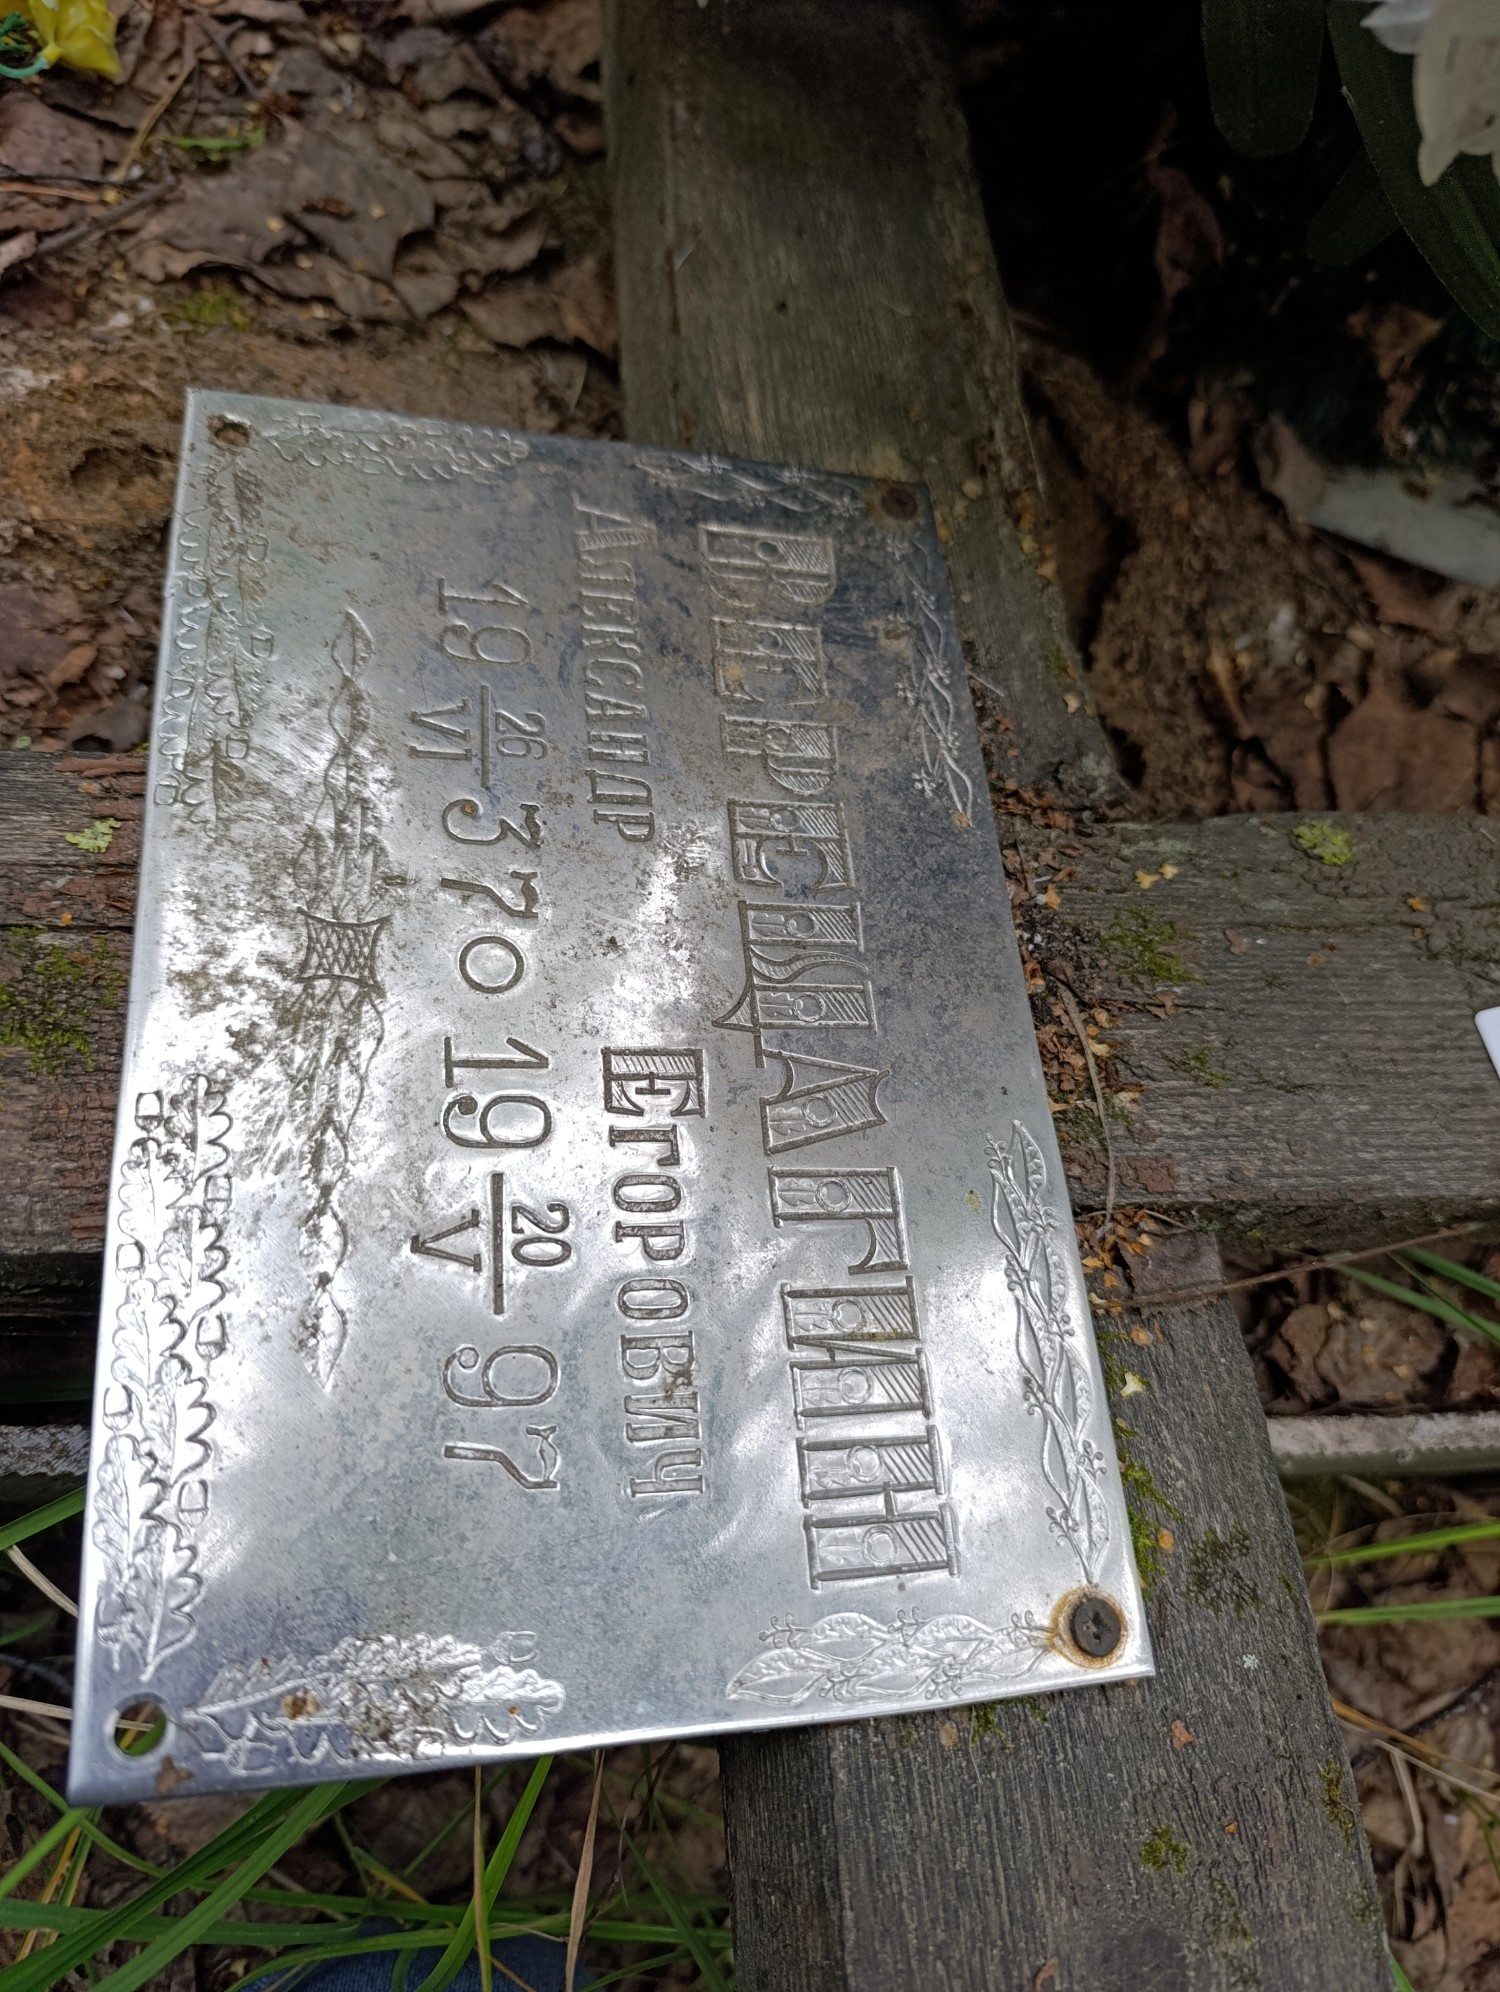 ВЕРЕЩАГИН
АЛЕКСАНДР ЕГОРОВИЧ
19 26/VI 37 о 19 20/V 97